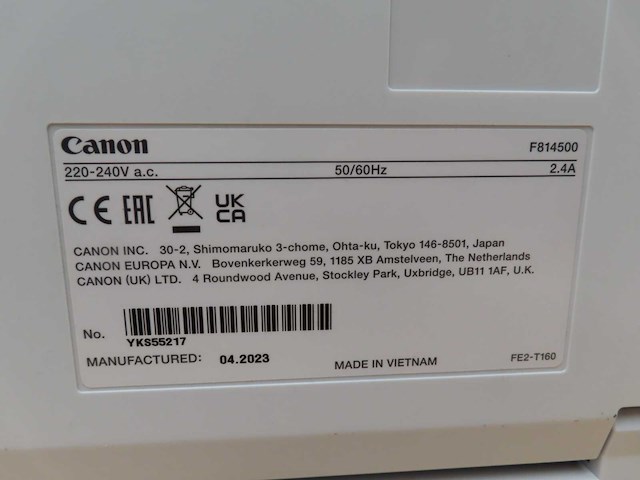 Canon F814500
220-240V a.c. 50/60Hz 2.4A
CE EAC UK CA
CANON INC. 30-2, Shimomaruko 3-chome, Ohta-ku, Tokyo 146-8501, Japan
CANON EUROPA N.V. Bovenkerkerweg 59, 1185 XB Amstelveen, The Netherlands
CANON (UK) LTD. 4 Roundwood Avenue, Stockley Park, Uxbridge, UB11 1AF, U.K.
No. YKS55217
MANUFACTURED: 04.2023 MADE IN VIETNAM FE2-T160